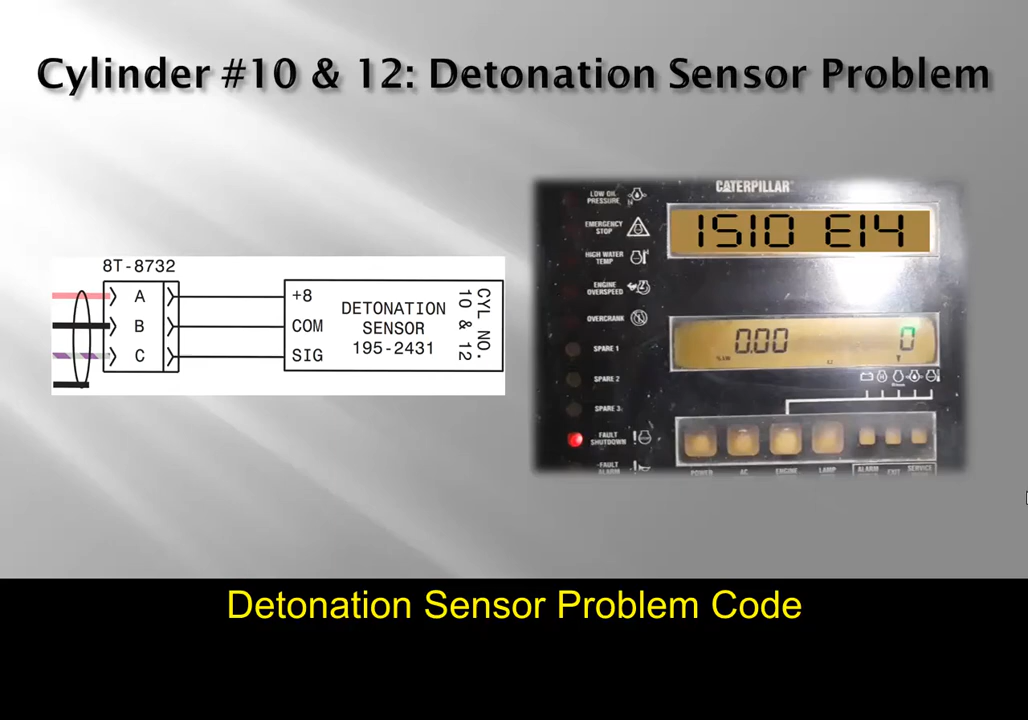 Cylinder #10 & 12: Detonation Sensor Problem
8T-8732
A
B
C
+8
COM
SIG
DETONATION
SENSOR
195-2431
CYL NO.
10 & 12
CATERPILLAR
1510 E14
LOW OIL
PRESSURE
EMERGENCY
STOP
HIGH WATER
TEMP
ENGINE
OVERSPEED
OVERCRANK
SPARE 1
SPARE 2
SPARE 3
FAULT
SHUTDOWN
FAULT
ALARM
0.00 0
POWER AC ENGINE LAMP ALARM EXIT SERVICE
Detonation Sensor Problem Code